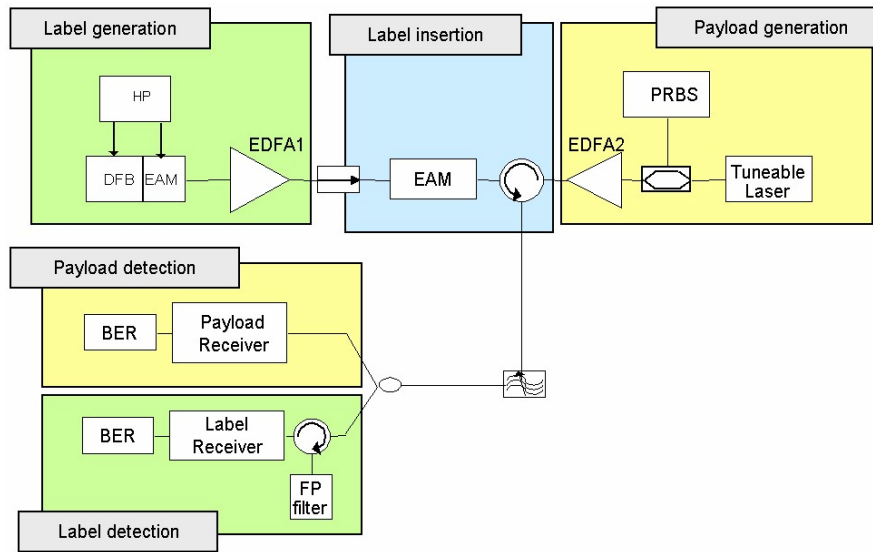 Label generation
Label insertion
Payload generation
HP
EDFA1
DFB
EAM
EAM
EDFA2
PRBS
Tuneable
Laser
Payload detection
BER
Payload
Receiver
BER
Label
Receiver
FP
filter
Label detection